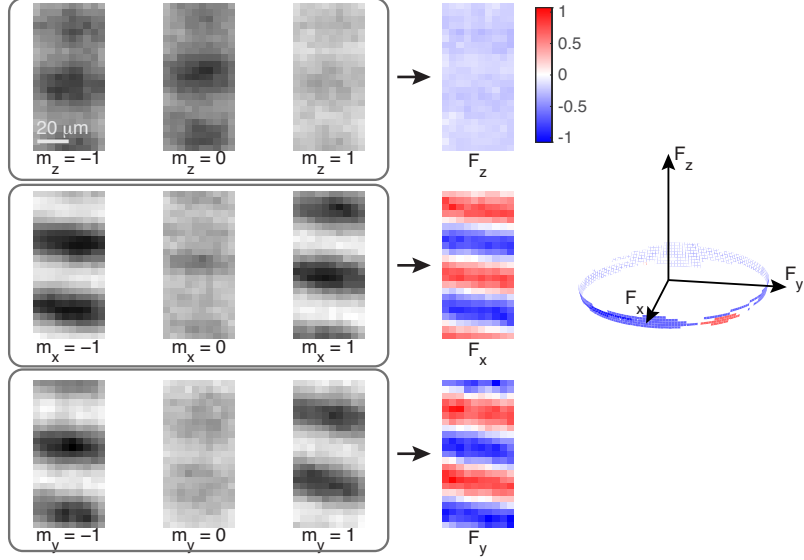 20 μm
m_z = −1
m_z = 0
m_z = 1
F_z
1
0.5
0
-0.5
-1
m_x = −1
m_x = 0
m_x = 1
F_x
m_y = −1
m_y = 0
m_y = 1
F_y
F_z
F_y
F_x